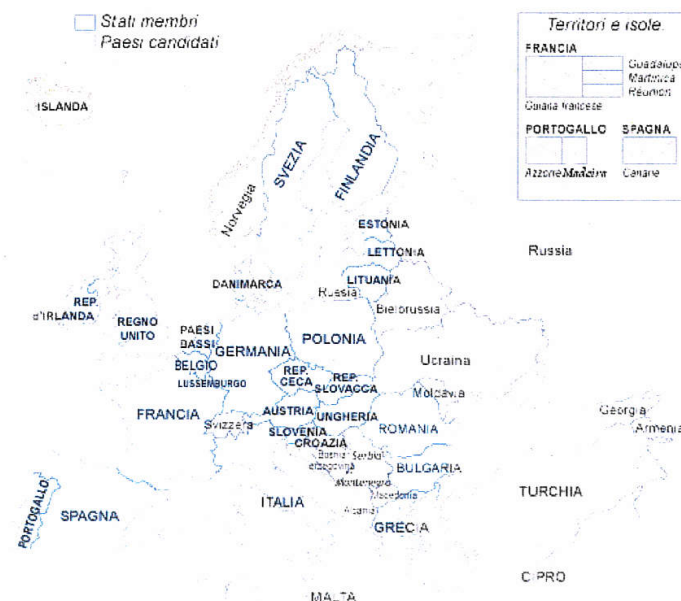 Stati membri
Paesi candidati
Territori e isole
FRANCIA
Guadalupa
Martinica
Réunion
Guiana francese
PORTOGALLO SPAGNA
Azzorre Madeira Canarie
ISLANDA
SVEZIA
FINLANDIA
Norvegia
ESTONIA
LETTONIA
Russia
DANIMARCA
LITUANIA
Russia
Bielorussia
REP.
d'IRLANDA
REGNO
UNITO
PAESI
BASSI
GERMANIA
POLONIA
BELGIO
LUSSEMBURGO
REP.
CECA
REP.
SLOVACCA
Ucraina
Moldavia
FRANCIA
Svizzera
AUSTRIA
UNGHERIA
SLOVENIA
CROAZIA
ROMANIA
Georgia
Armenia
Bosnia
erzegovina
Serbia
Montenegro
BULGARIA
Macedonia
Albania
TURCHIA
ITALIA
GRECIA
PORTOGALLO
SPAGNA
CIPRO
MALTA